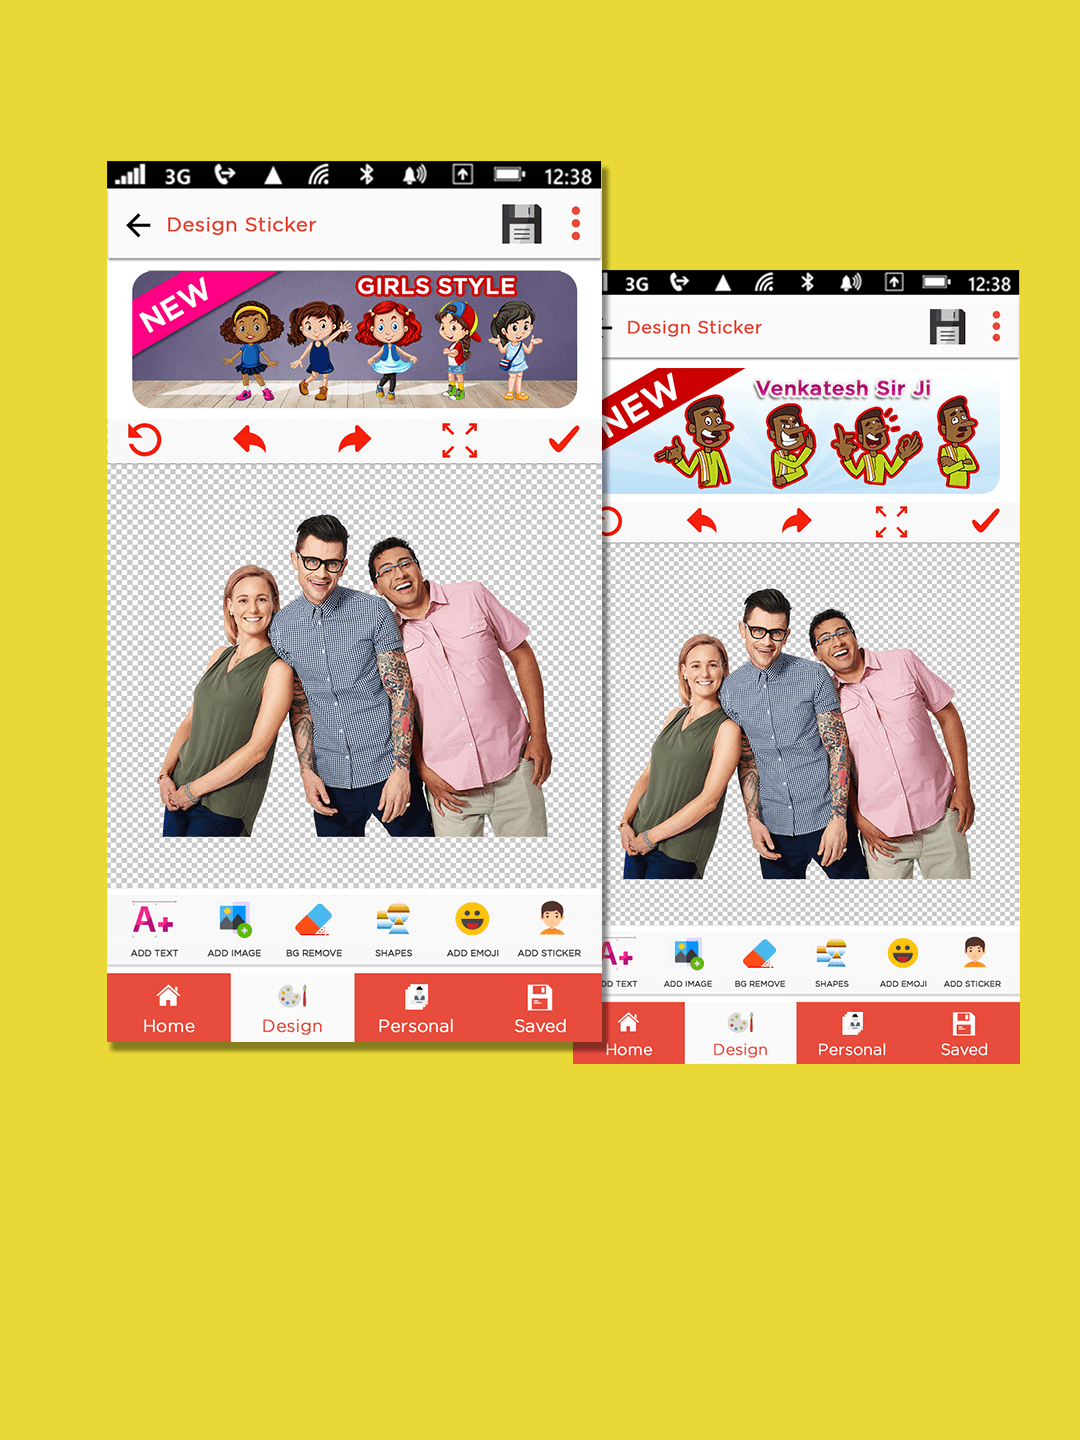 3G 12:38
Design Sticker
NEW
GIRLS STYLE
ADD TEXT ADD IMAGE BG REMOVE SHAPES ADD EMOJI ADD STICKER
Home Design Personal Saved
3G 12:38
Design Sticker
NEW
Venkatesh Sir Ji
DD TEXT ADD IMAGE BG REMOVE SHAPES ADD EMOJI ADD STICKER
Home Design Personal Saved